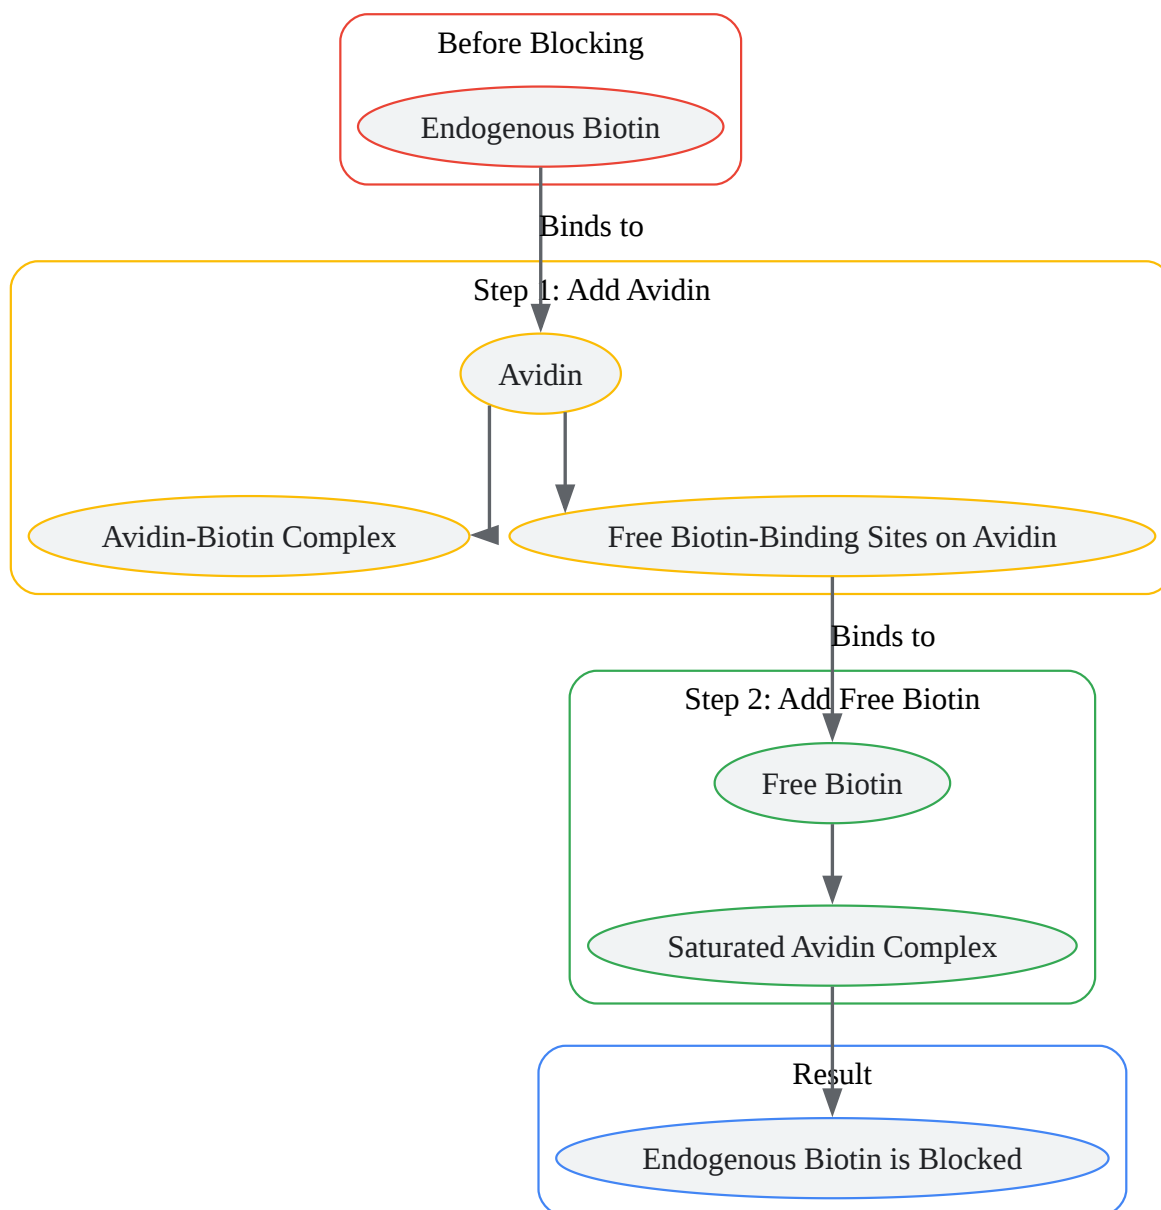 Before Blocking
Endogenous Biotin
Binds to
Step 1: Add Avidin
Avidin
Avidin-Biotin Complex
Free Biotin-Binding Sites on Avidin
Binds to
Step 2: Add Free Biotin
Free Biotin
Saturated Avidin Complex
Result
Endogenous Biotin is Blocked